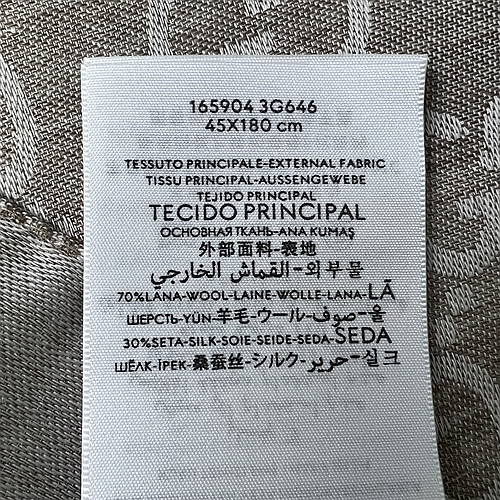 165904 3G646
45X180 cm
TESSUTO PRINCIPALE-EXTERNAL FABRIC
TISSU PRINCIPAL-AUSSENGEWEBE
TEJIDO PRINCIPAL
TECIDO PRINCIPAL
ОСНОВНАЯ ТКАНЬ-ANA KUMAŞ
外部面料-表地
القماش الخارجي-외부물
70%LANA-WOOL-LAINE-WOLLE-LANA-LÃ
ШЕРСТЬ-YÜN-羊毛-ウール-صوف-울
30%SETA-SILK-SOIE-SEIDE-SEDA-SEDA
ШЁЛК-İPEK-桑蚕丝-シルク-حرير-실크